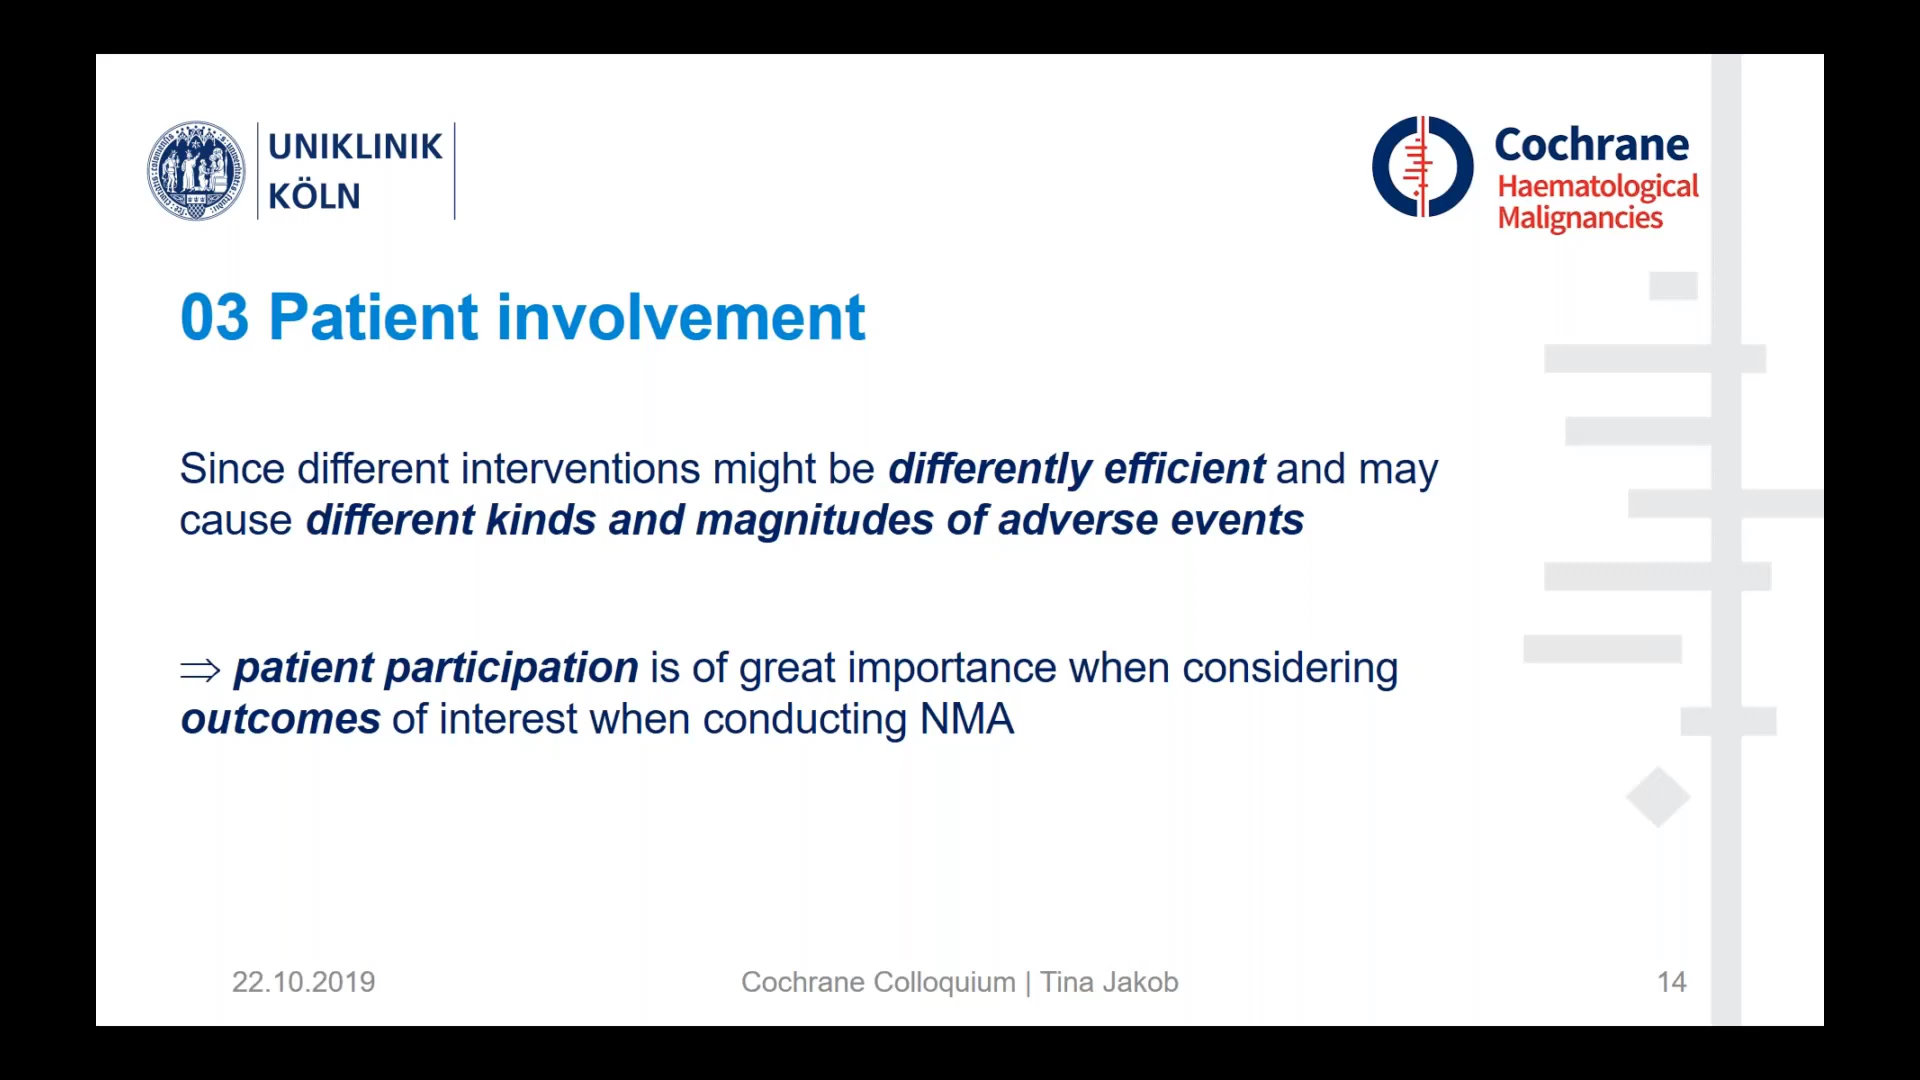 UNIKLINIK
KÖLN
Cochrane
Haematological
Malignancies
03 Patient involvement
Since different interventions might be differently efficient and may
cause different kinds and magnitudes of adverse events
⇒ patient participation is of great importance when considering
outcomes of interest when conducting NMA
22.10.2019
Cochrane Colloquium | Tina Jakob
14